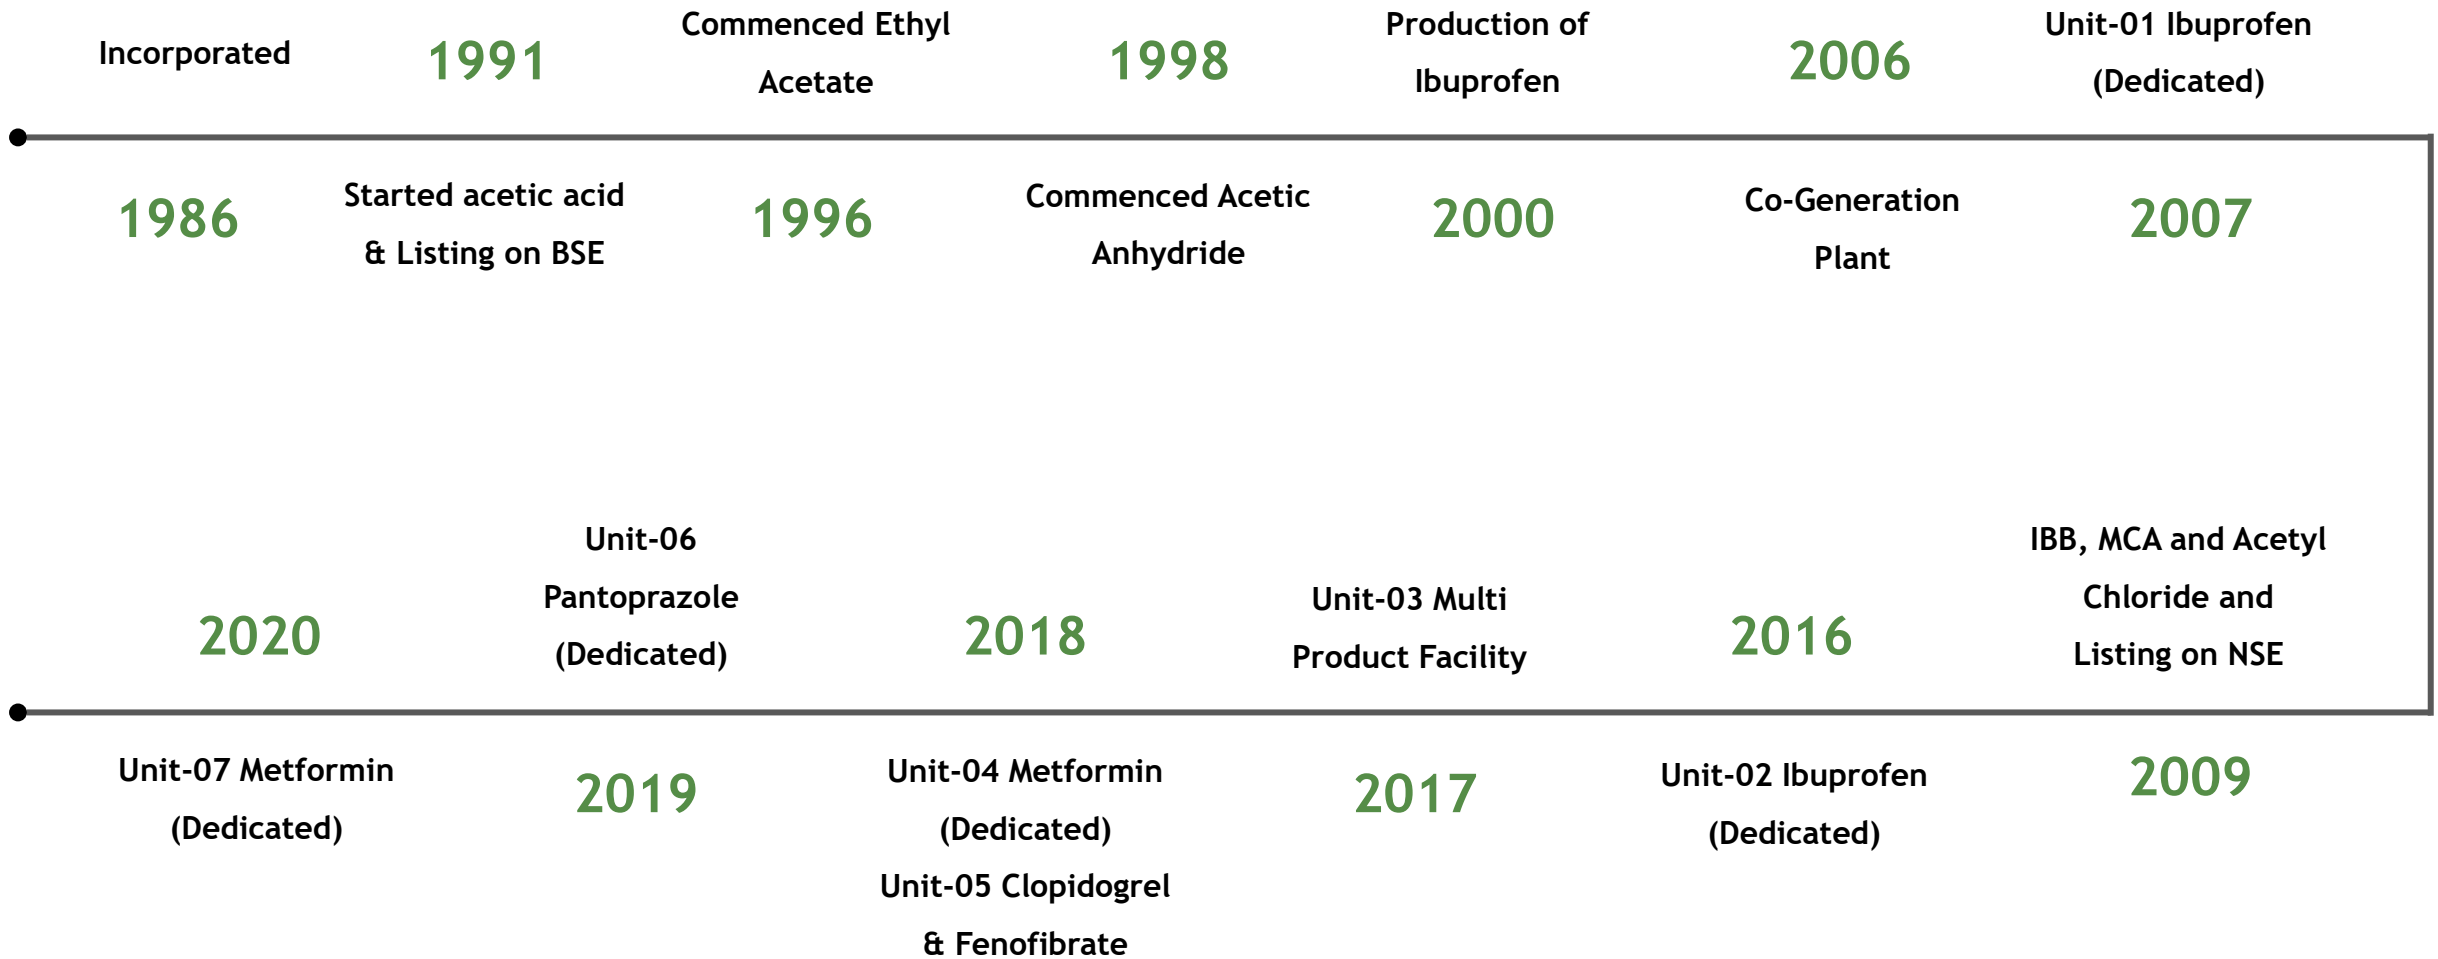 Incorporated
1986
1991
Started acetic acid
& Listing on BSE
Commenced Ethyl
Acetate
1996
1998
Commenced Acetic
Anhydride
Production of
Ibuprofen
2000
2006
Co-Generation
Plant
Unit-01 Ibuprofen
(Dedicated)
2007
IBB, MCA and Acetyl
Chloride and
Listing on NSE
2009
2016
Unit-02 Ibuprofen
(Dedicated)
Unit-03 Multi
Product Facility
2017
2018
Unit-04 Metformin
(Dedicated)
Unit-05 Clopidogrel
& Fenofibrate
Unit-06
Pantoprazole
(Dedicated)
2019
2020
Unit-07 Metformin
(Dedicated)